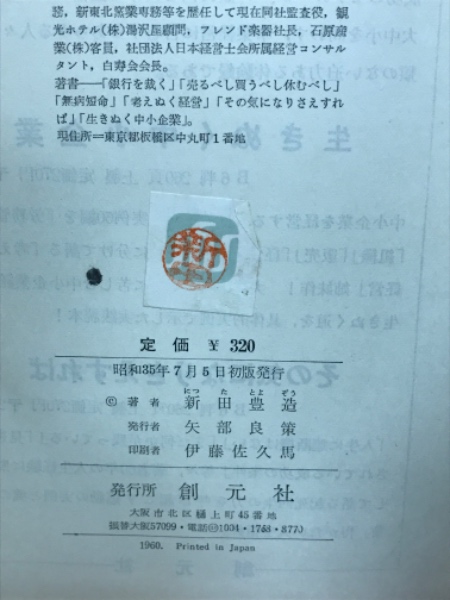 務，新東北窯業専務等を歴任して現在同社監査役，観
光ホテル(株)湯沢屋顧問，フレンド楽器社長，石原産
業(株)客員，社団法人日本経営士会所属経営コンサル
タント，白寿会会長。
著書―「銀行を裁く」「売るべし買うべし休むべし」
「無病短命」「考えぬく経営」「その気になりさえすれ
ば」「生きぬく中小企業」。
現住所＝東京都板橋区中丸町1番地
新
定価 ¥ 320
昭和35年7月5日初版発行
にっ た とよ ぞう
© 著者 新田豊造
発行者 矢部良策
印刷者 伊藤佐久馬
発行所 創元社
大阪市北区樋上町45番地
振替大阪57099・電話
1960. Printed in Japan